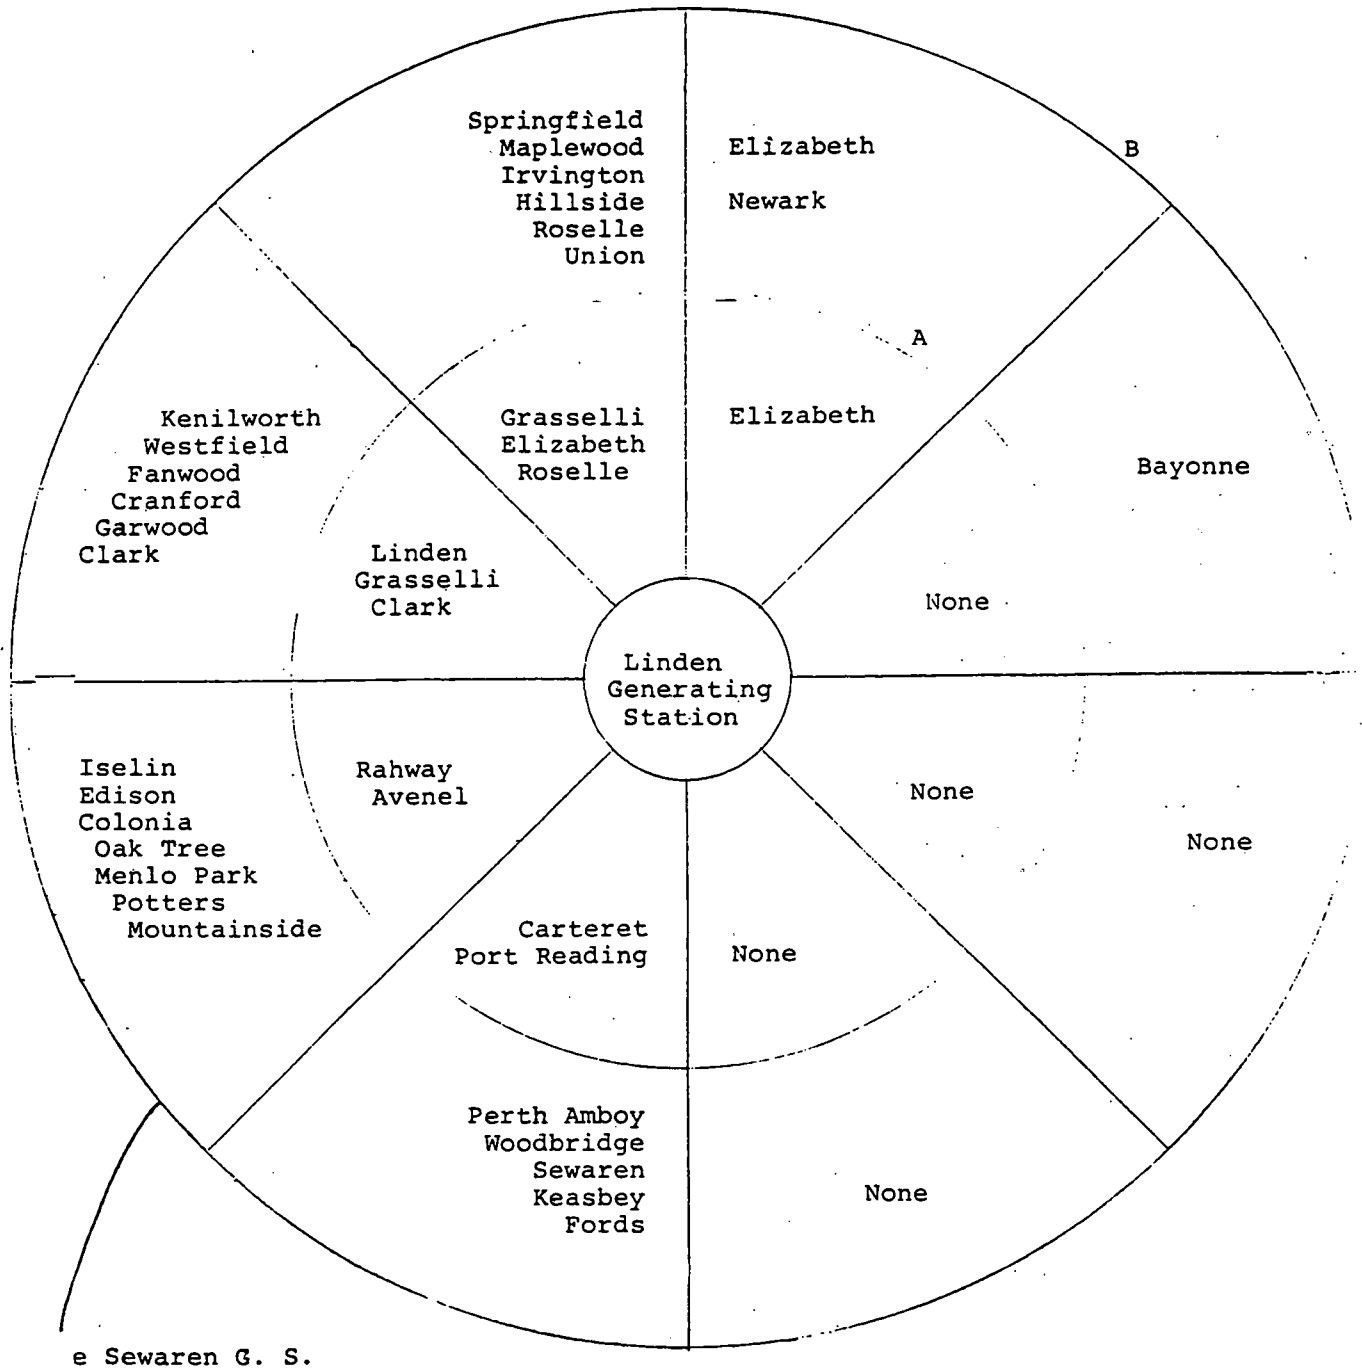 Springfield
Maplewood
Irvington
Hillside
Roselle
Union
Elizabeth
Newark
B
A
Grasselli
Elizabeth
Roselle
Elizabeth
Bayonne
None
Kenilworth
Westfield
Fanwood
Cranford
Garwood
Clark
Linden
Grasselli
Clark
Linden
Generating
Station
Iselin
Edison
Colonia
Oak Tree
Menlo Park
Potters
Mountainside
Rahway
Avenel
None
None
Carteret
Port Reading
None
Perth Amboy
Woodbridge
Sewaren
Keasbey
Fords
None
e Sewaren G. S.